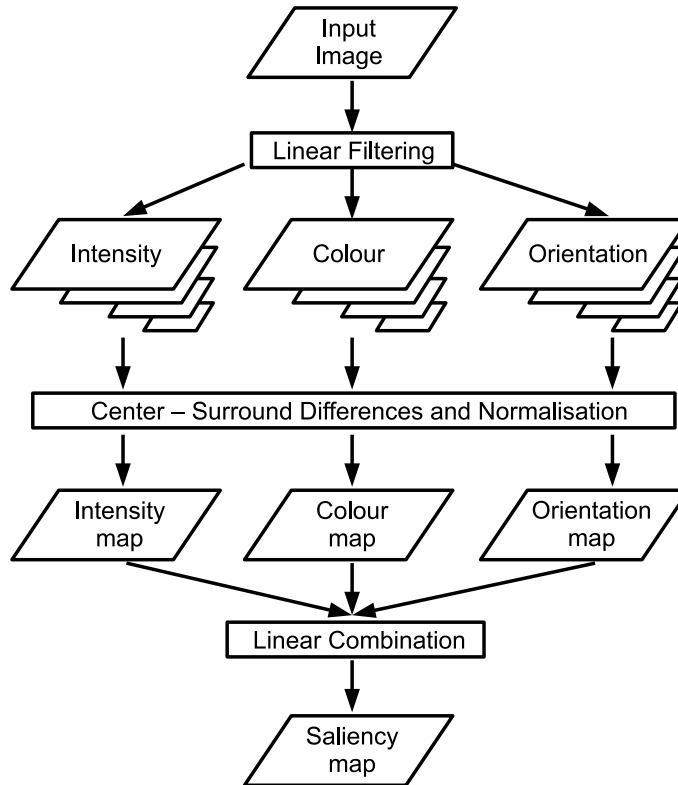 Input
Image
Linear Filtering
Intensity
Colour
Orientation
Center – Surround Differences and Normalisation
Intensity
map
Colour
map
Orientation
map
Linear Combination
Saliency
map